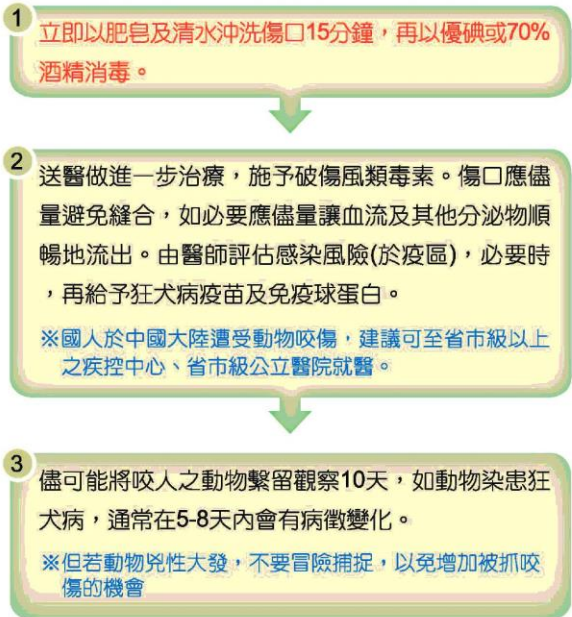 1
立即以肥皂及清水沖洗傷口15分鐘，再以優碘或70%
酒精消毒。
2
送醫做進一步治療，施予破傷風類毒素。傷口應儘
量避免縫合，如必要應儘量讓血流及其他分泌物順
暢地流出。由醫師評估感染風險(於疫區)，必要時
，再給予狂犬病疫苗及免疫球蛋白。
※國人於中國大陸遭受動物咬傷，建議可至省市級以上
之疾控中心、省市級公立醫院就醫。
3
儘可能將咬人之動物繫留觀察10天，如動物染患狂
犬病，通常在5-8天內會有病徵變化。
※但若動物兇性大發，不要冒險捕捉，以免增加被抓咬
傷的機會